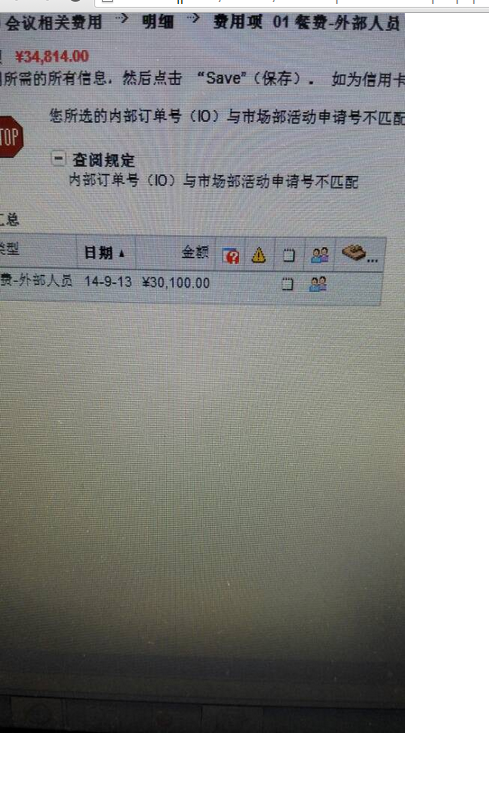 会议相关费用 --> 明细 --> 费用项 01 餐费-外部人员
¥34,814.00
所需的所有信息，然后点击 “Save”（保存）. 如为信用卡
您所选的内部订单号（IO）与市场部活动申请号不匹配
TOP
查阅规定
内部订单号（IO）与市场部活动申请号不匹配
总
型 日期 金额 ...
费-外部人员 14-9-13 ¥30,100.00